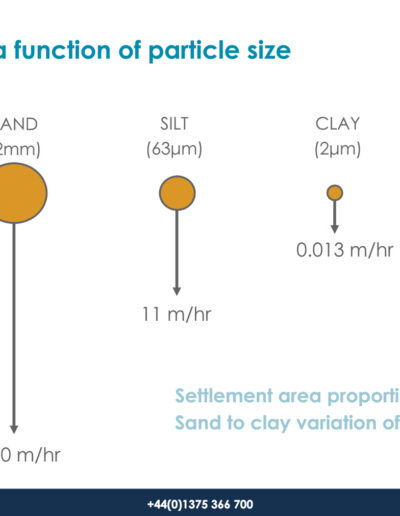 a function of particle size
AND SILT CLAY
2mm) (63µm) (2µm)
0.013 m/hr
11 m/hr
Settlement area proporti
Sand to clay variation of
0 m/hr
+44(0)1375 366 700